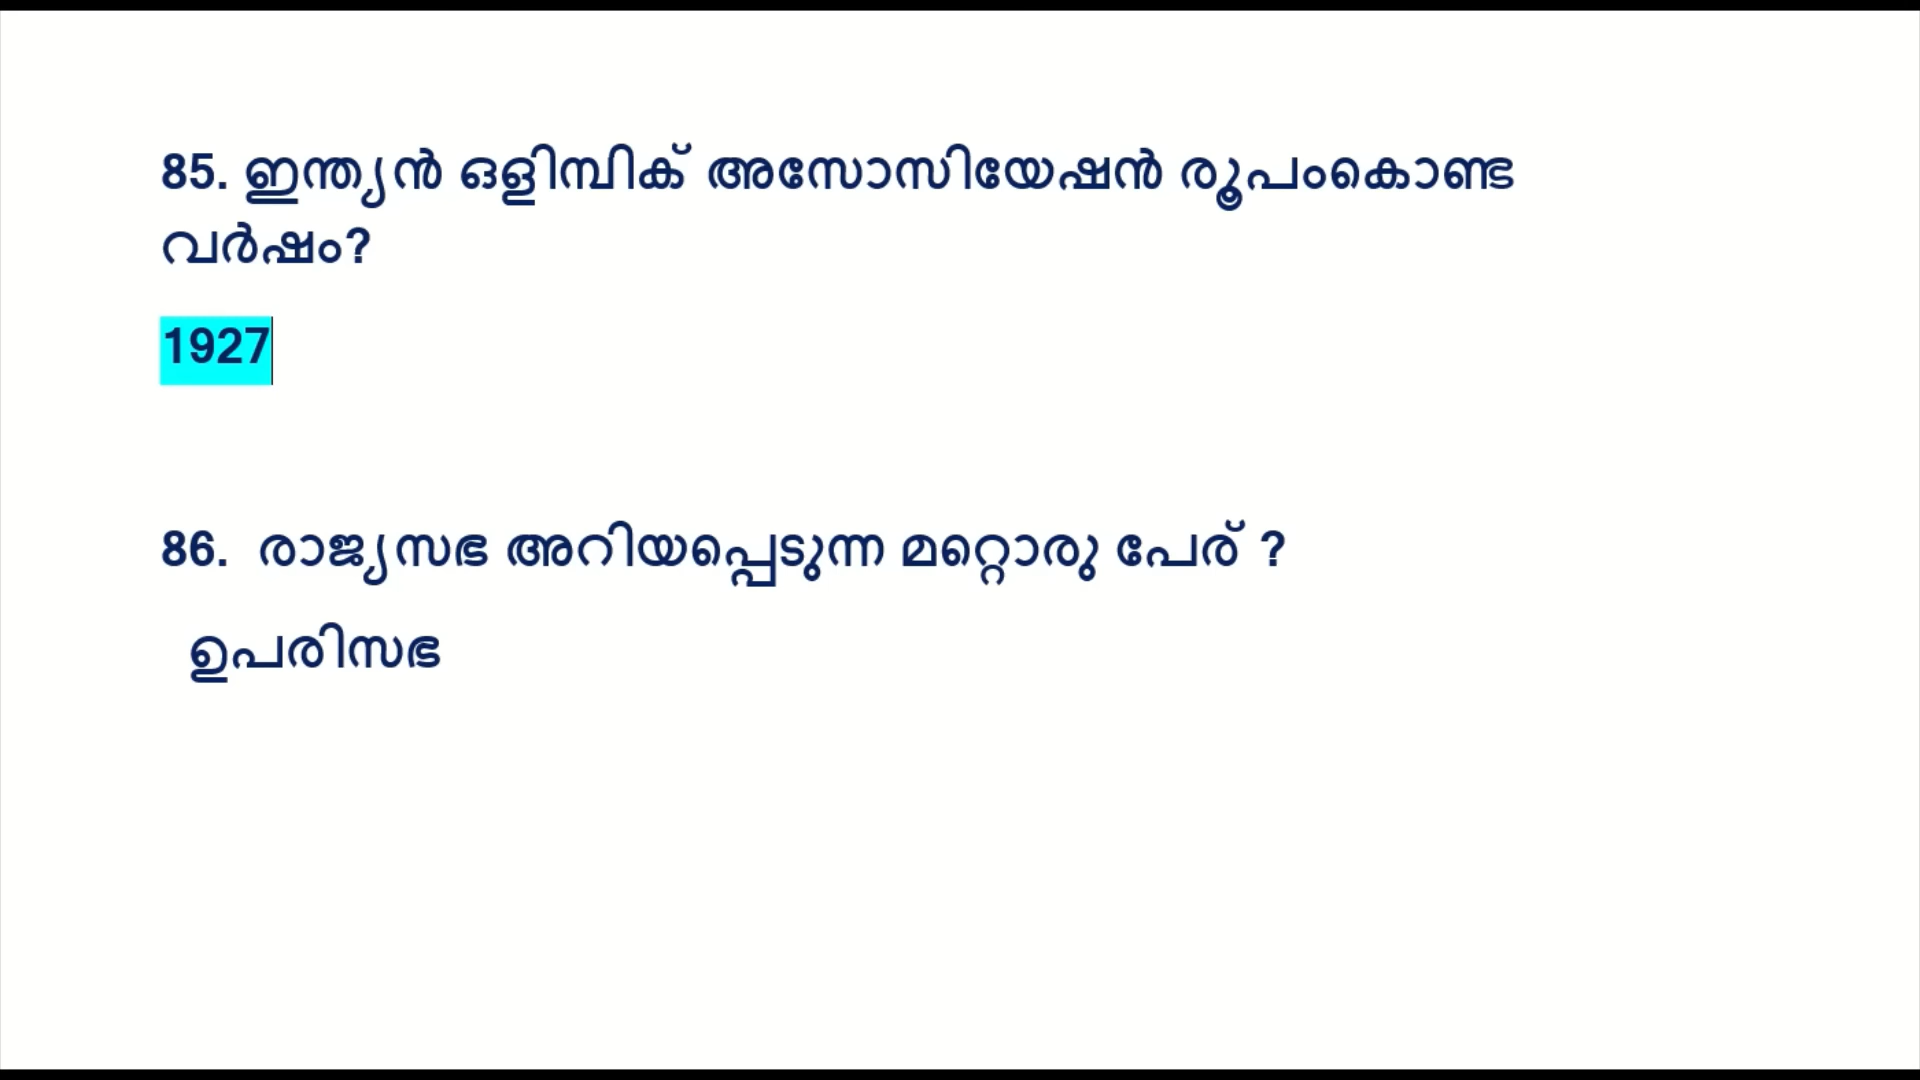 85. ഇന്ത്യൻ ഒളിമ്പിക് അസോസിയേഷൻ രൂപംകൊണ്ട
വർഷം?
1927
86. രാജ്യസഭ അറിയപ്പെടുന്ന മറ്റൊരു പേര് ?
ഉപരിസഭ